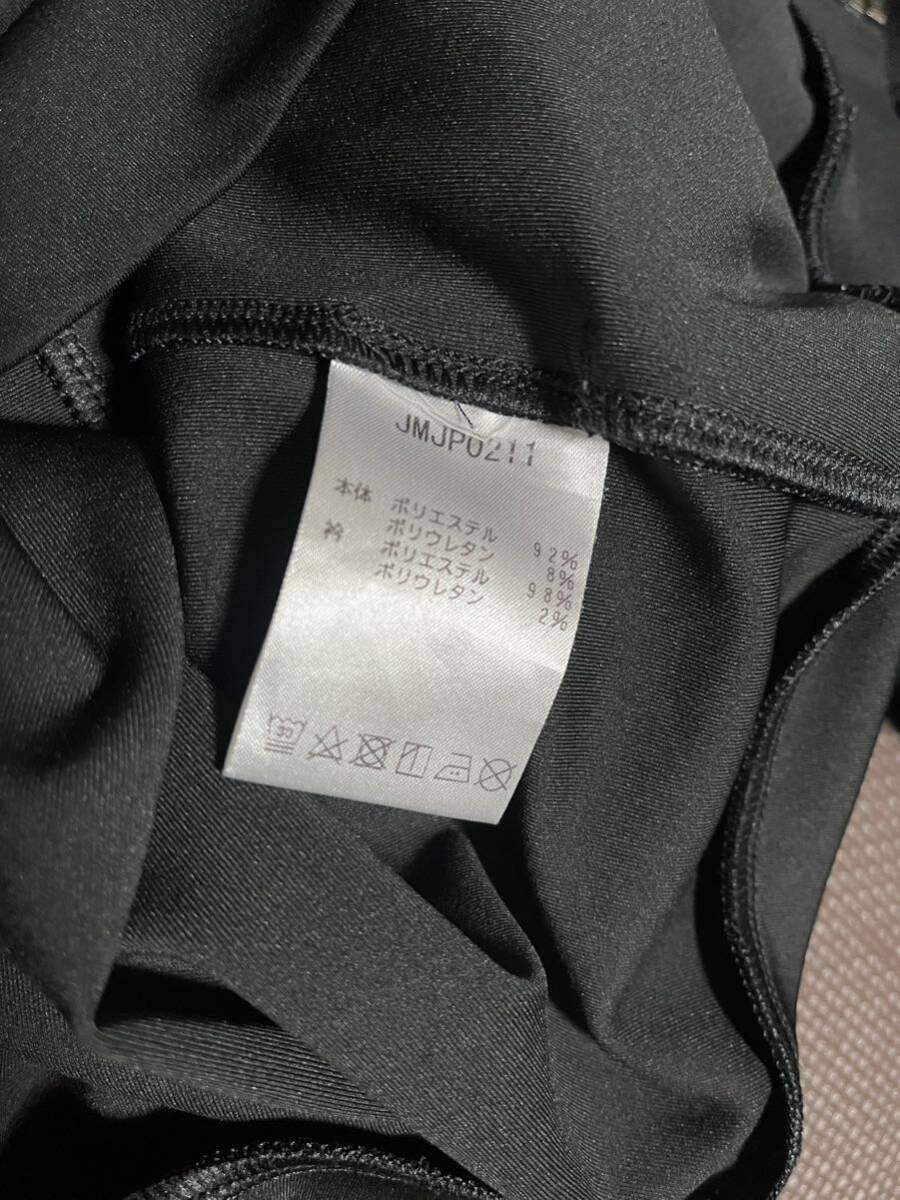 JMJP0211
本体 ポリエステル 92%
ポリウレタン 8%
衿 ポリエステル 98%
ポリウレタン 2%
30